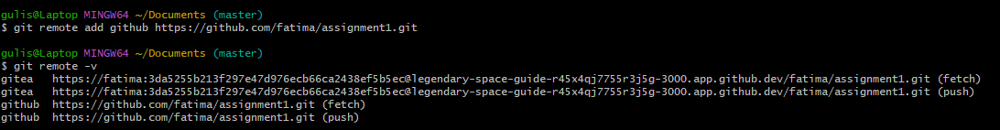 gulis@Laptop MINGW64 ~/Documents (master)
$ git remote add github https://github.com/fatima/assignment1.git
gulis@Laptop MINGW64 ~/Documents (master)
$ git remote -v
gitea https://fatima:3da5255b213f297e47d976ecb66ca2438ef5b5ec@legendary-space-guide-r45x4qj7755r3j5g-3000.app.github.dev/fatima/assignment1.git (fetch)
gitea https://fatima:3da5255b213f297e47d976ecb66ca2438ef5b5ec@legendary-space-guide-r45x4qj7755r3j5g-3000.app.github.dev/fatima/assignment1.git (push)
github https://github.com/fatima/assignment1.git (fetch)
github https://github.com/fatima/assignment1.git (push)